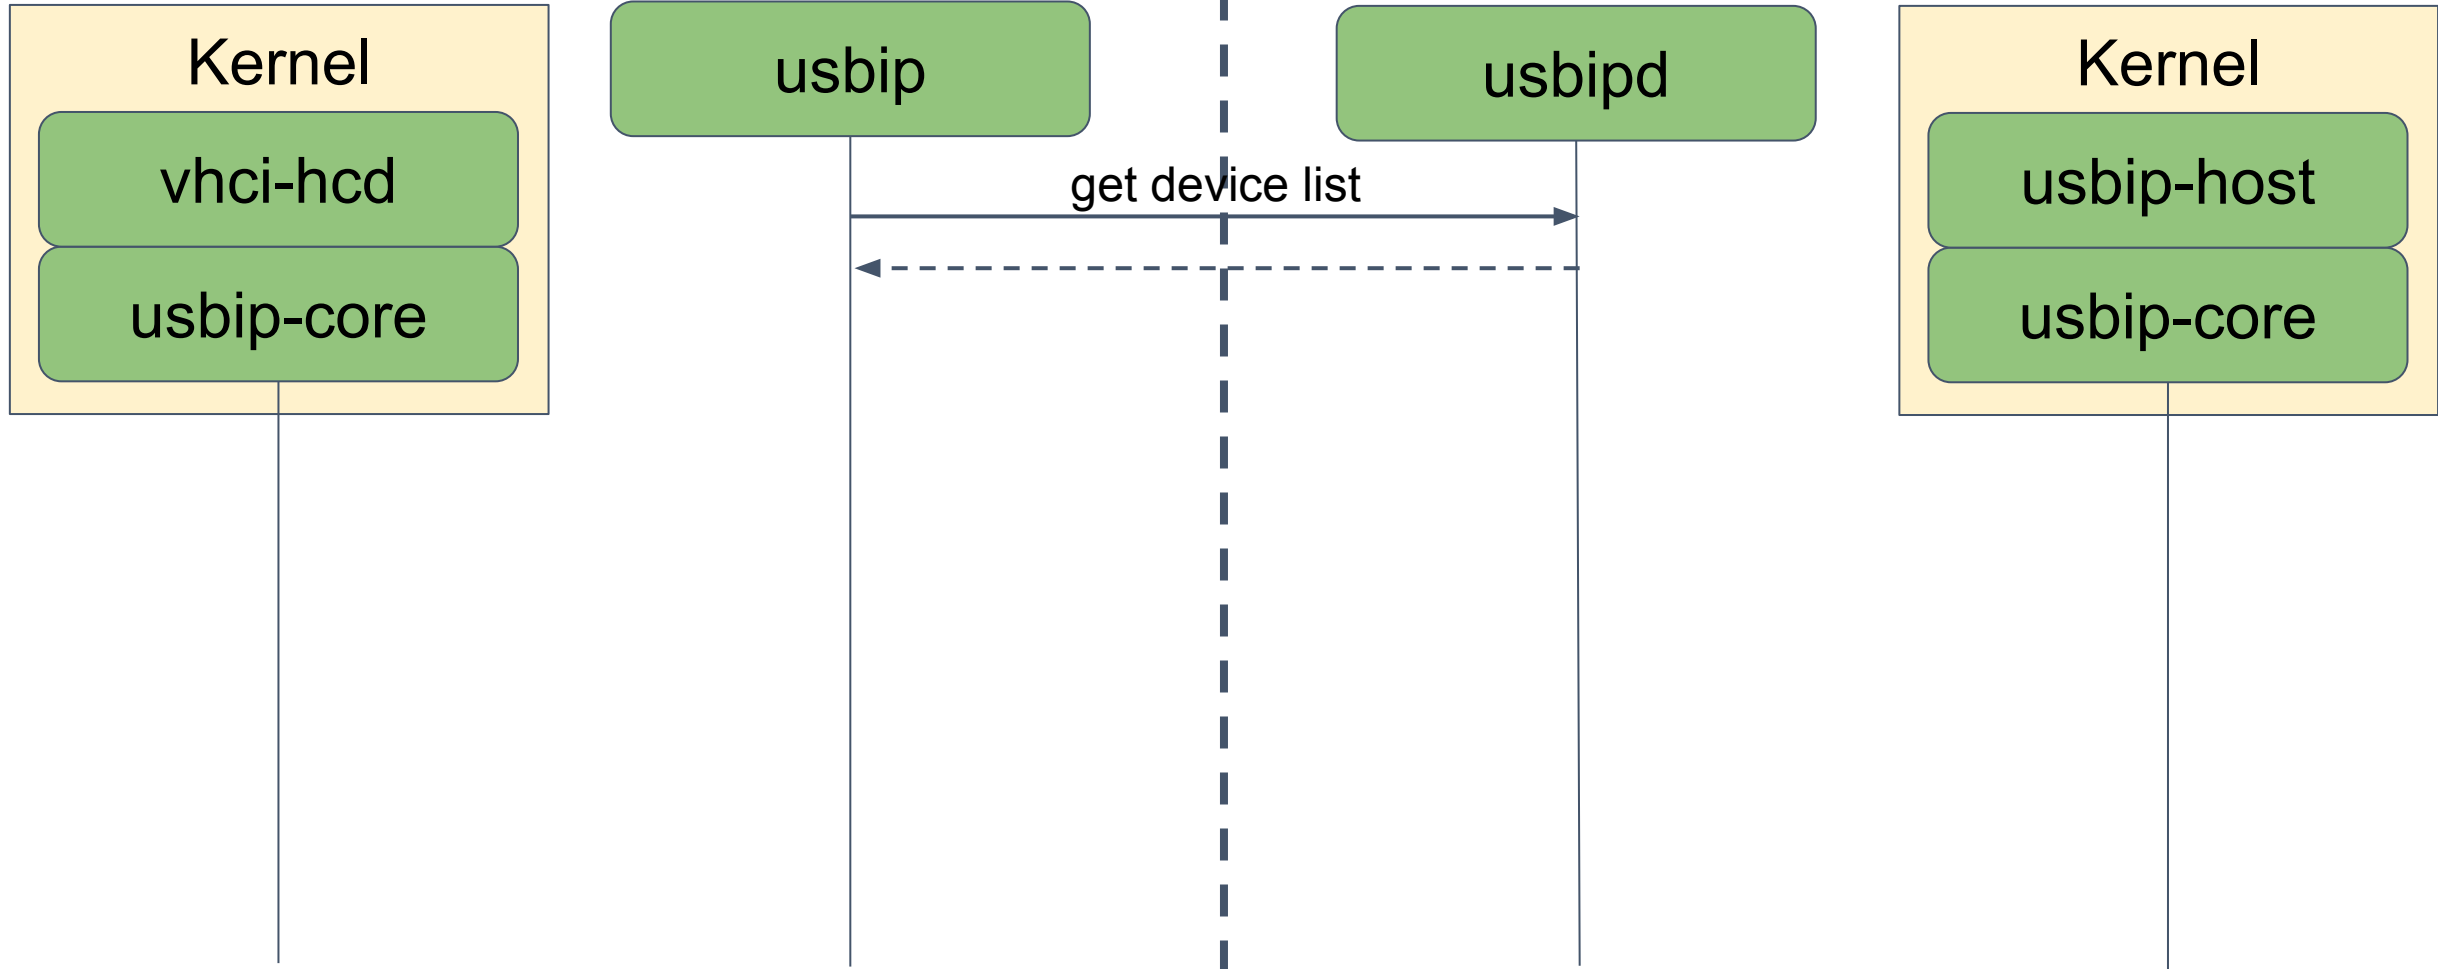 Kernel
vhci-hcd
usbip-core
usbip
usbipd
get device list
Kernel
usbip-host
usbip-core